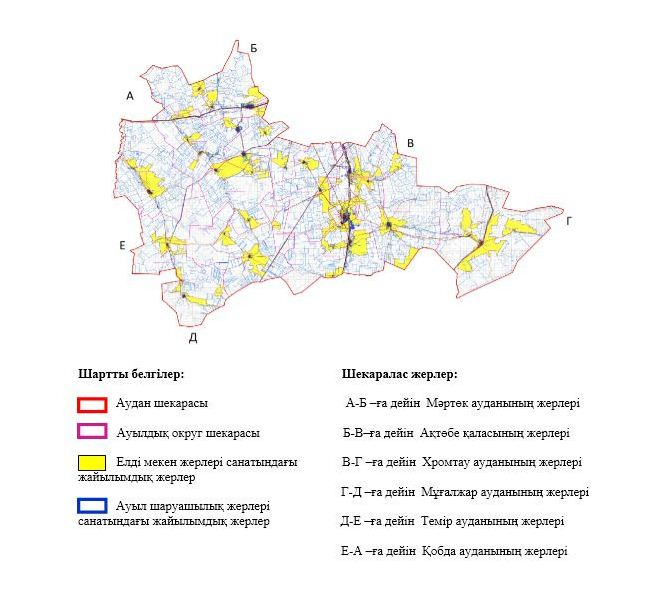 Б
А
В
Г
Е
Д
Шартты белгілер:
Аудан шекарасы
Ауылдық округ шекарасы
Елді мекен жерлері санатындағы
жайылымдық жерлер
Ауыл шаруашылық жерлері
санатындағы жайылымдық жерлер
Шекаралас жерлер:
А-Б –ға дейін Мәртөк ауданының жерлері
Б-В–ға дейін Ақтөбе қаласының жерлері
В-Г –ға дейін Хромтау ауданының жерлері
Г-Д –ға дейін Мұғалжар ауданының жерлері
Д-Е –ға дейін Темір ауданының жерлері
Е-А –ға дейін Қобда ауданының жерлері